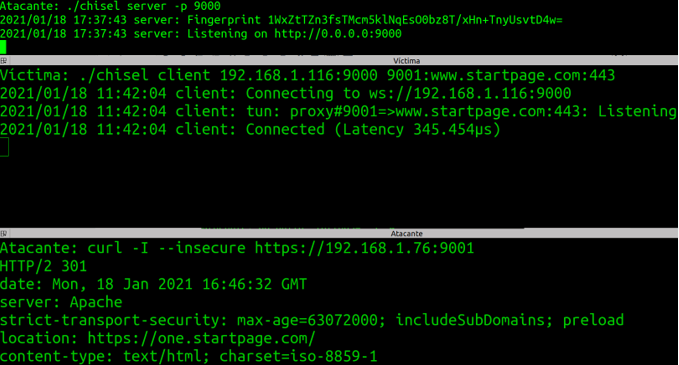 Atacante: ./chisel server -p 9000
2021/01/18 17:37:43 server: Fingerprint 1WxZtTZn3fsTMcm5klNqEsO0bz8T/xHn+TnyUsvtD4w=
2021/01/18 17:37:43 server: Listening on http://0.0.0.0:9000
Víctima
Víctima: ./chisel client 192.168.1.116:9000 9001:www.startpage.com:443
2021/01/18 11:42:04 client: Connecting to ws://192.168.1.116:9000
2021/01/18 11:42:04 client: tun: proxy#9001=>www.startpage.com:443: Listening
2021/01/18 11:42:04 client: Connected (Latency 345.454µs)
Atacante
Atacante: curl -I --insecure https://192.168.1.76:9001
HTTP/2 301
date: Mon, 18 Jan 2021 16:46:32 GMT
server: Apache
strict-transport-security: max-age=63072000; includeSubDomains; preload
location: https://one.startpage.com/
content-type: text/html; charset=iso-8859-1